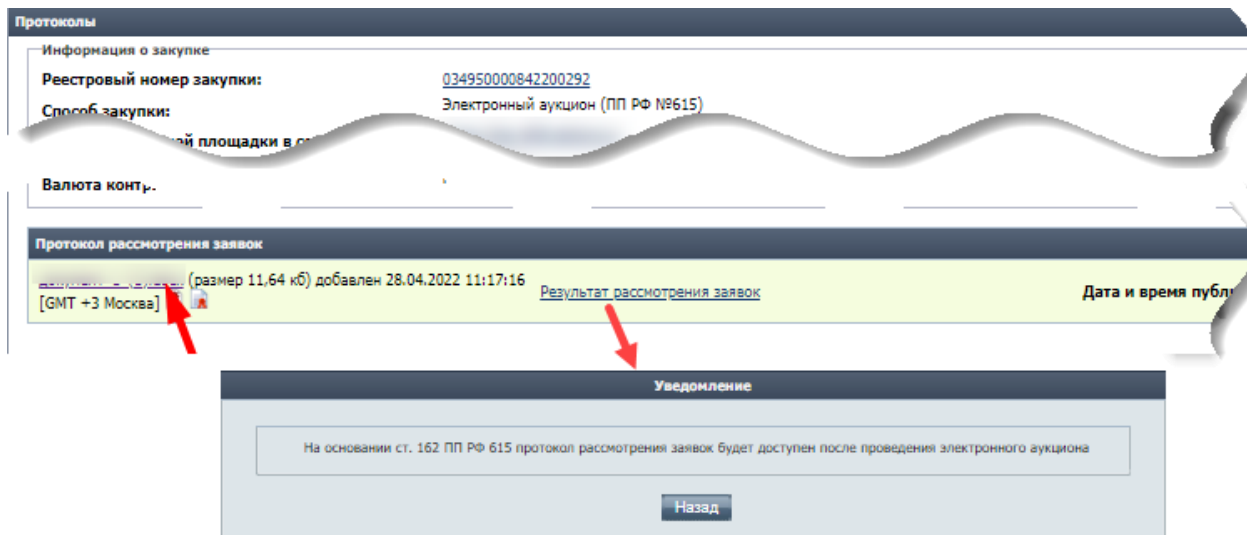 Протоколы
Информация о закупке
Реестровый номер закупки:
034950000842200292
Способ закупки:
Электронный аукцион (ПП РФ №615)
площадки в
Валюта
Протокол рассмотрения заявок
(размер 11,64 кб) добавлен 28.04.2022 11:17:16
[GMT +3 Москва]
Результат рассмотрения заявок
Дата и время
Уведомление
На основании ст. 162 ПП РФ 615 протокол рассмотрения заявок будет доступен после проведения электронного аукциона
Назад